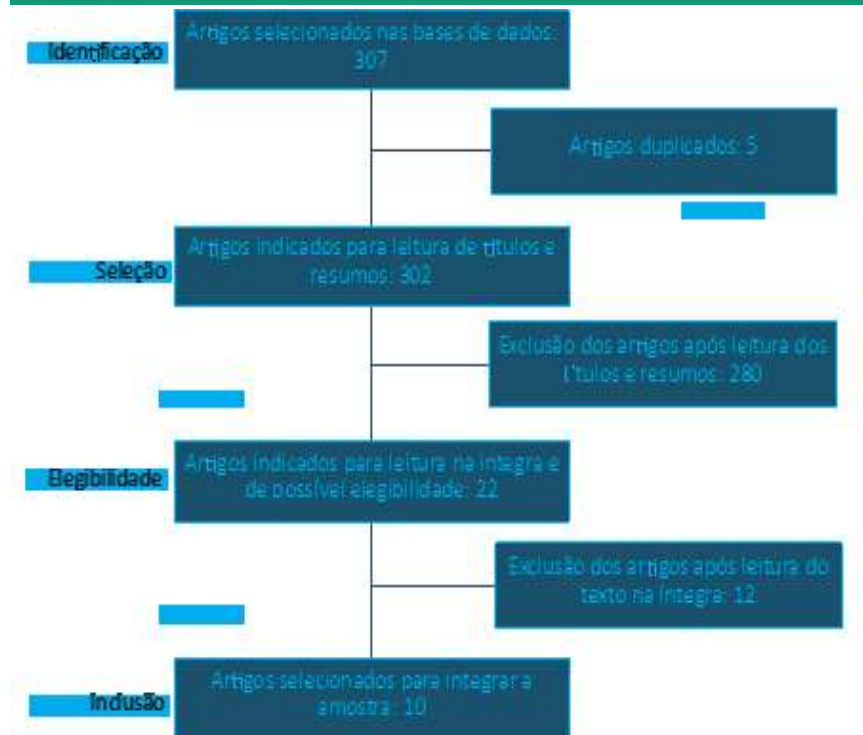 Artigos selecionados nas bases de dados:
307
Identificação
Artigos duplicados: 5
Artigos indicados para leitura de títulos e
resumos: 302
Seleção
Exclusão dos artigos após leitura dos
títulos e resumos: 280
Artigos indicados para leitura na íntegra e
de possível elegibilidade: 22
Elegibilidade
Exclusão dos artigos após leitura do
texto na íntegra: 12
Artigos selecionados para integrar a
amostra: 10
Inclusão